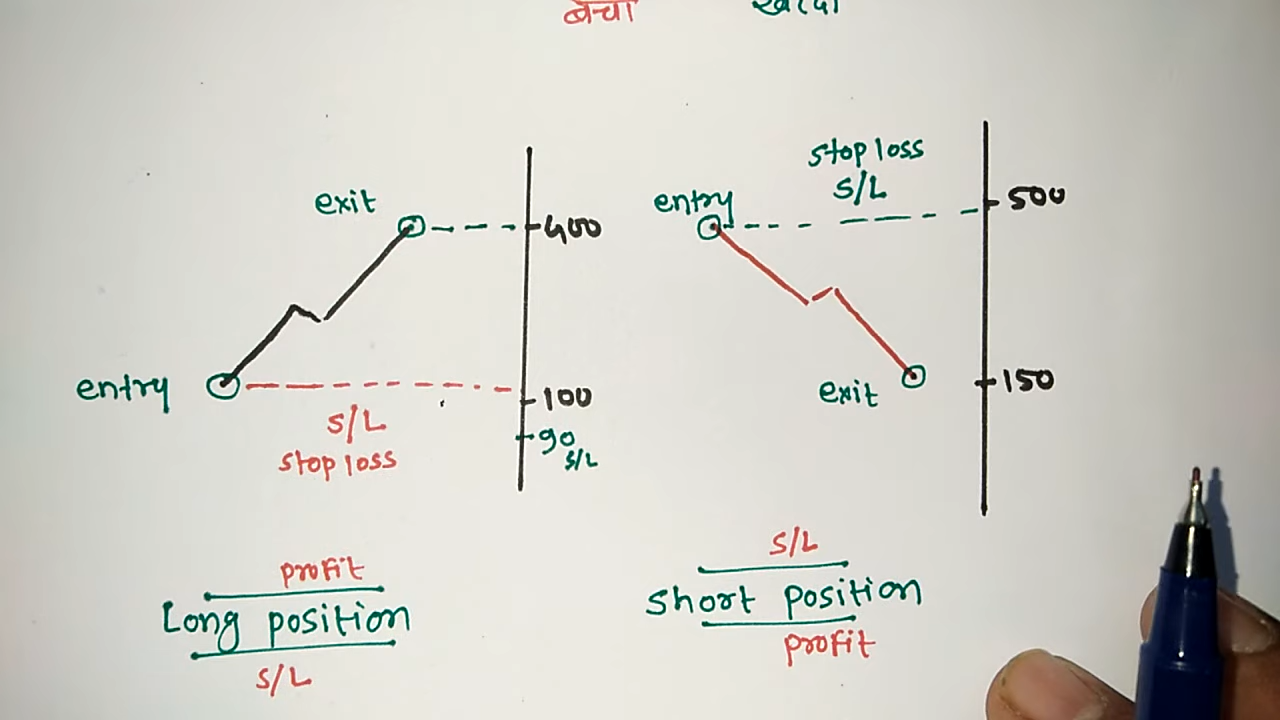 बेचा
stop loss
S/L
exit
entry
500
400
entry
exit
150
100
S/L
90
S/L
stop loss
profit
Long position
S/L
S/L
Short position
profit